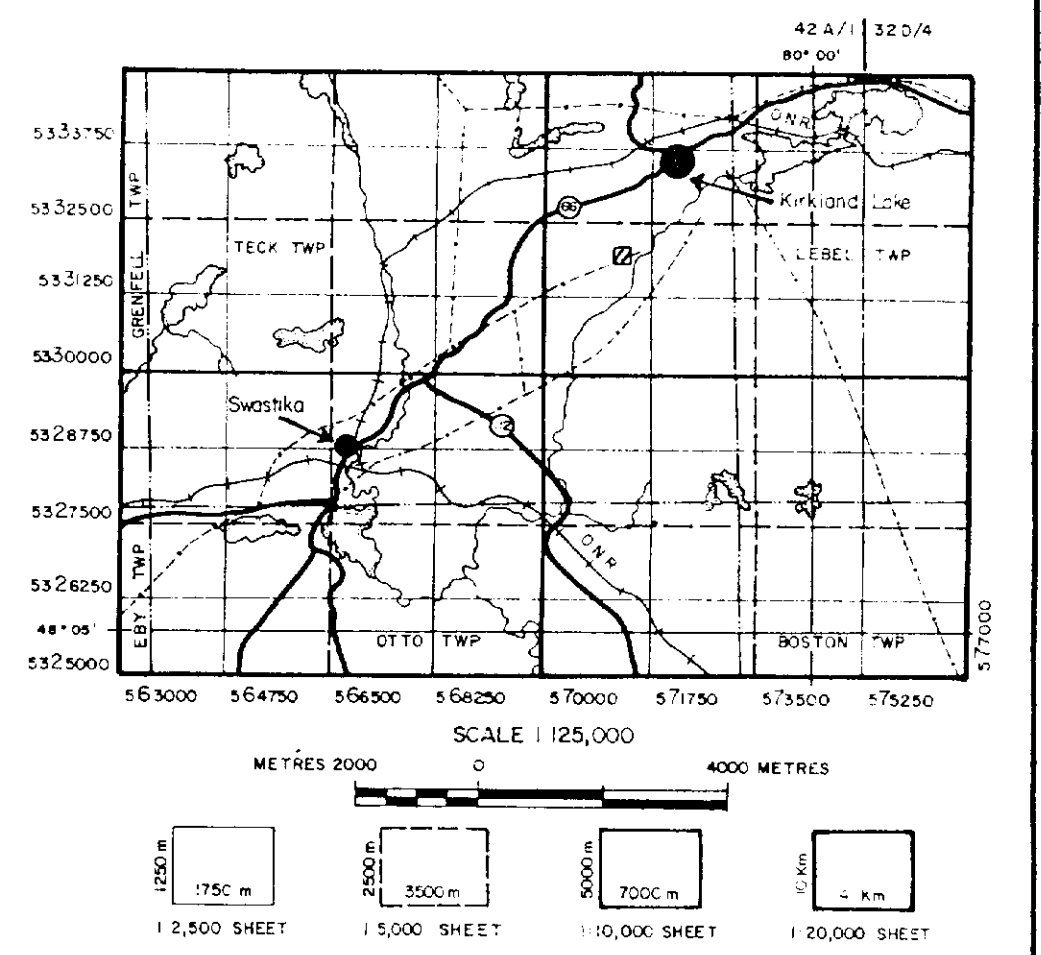 42 A/1 32 D/4
80° 00'
5333750
5332500
5331250
5330000
5328750
5327500
5326250
48° 05'
5325000
GRENFELL TWP
EBY TWP
TECK TWP
ONR
Kirkland Lake
66
LEBEL TWP
Swastika
ONR
OTTO TWP
BOSTON TWP
577000
563000 564750 566500 568250 570000 571750 573500 575250
SCALE 1 125,000
METRES 2000 0 4000 METRES
1250 m
1750 m
1 2,500 SHEET
2500 m
3500 m
1 5,000 SHEET
5000 m
7000 m
1:10,000 SHEET
10 Km
Km
1:20,000 SHEET